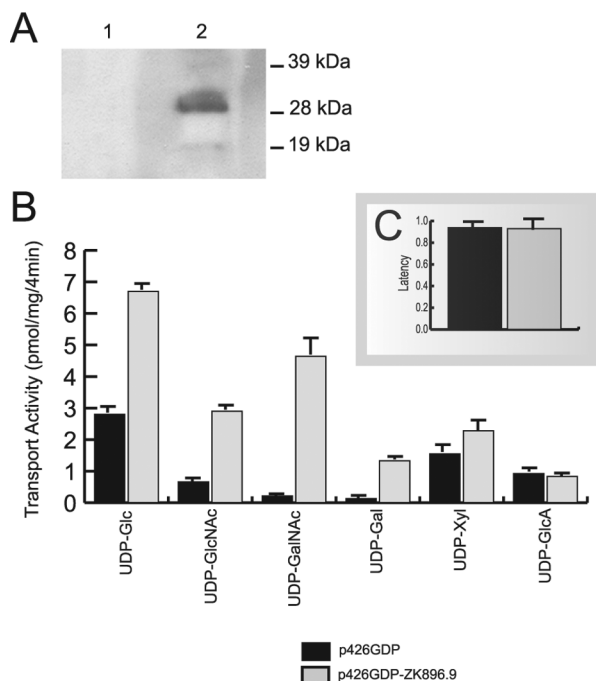 A
1 2
39 kDa
28 kDa
19 kDa
B
Transport Activity (pmol/mg/4min)
8
7
6
5
4
3
2
1
0
UDP-Glc
UDP-GlcNAc
UDP-GalNAc
UDP-Gal
UDP-Xyl
UDP-GlcA
C
Latency
1.0
0.8
0.6
0.4
0.2
0.0
p426GDP
p426GDP-ZK896.9